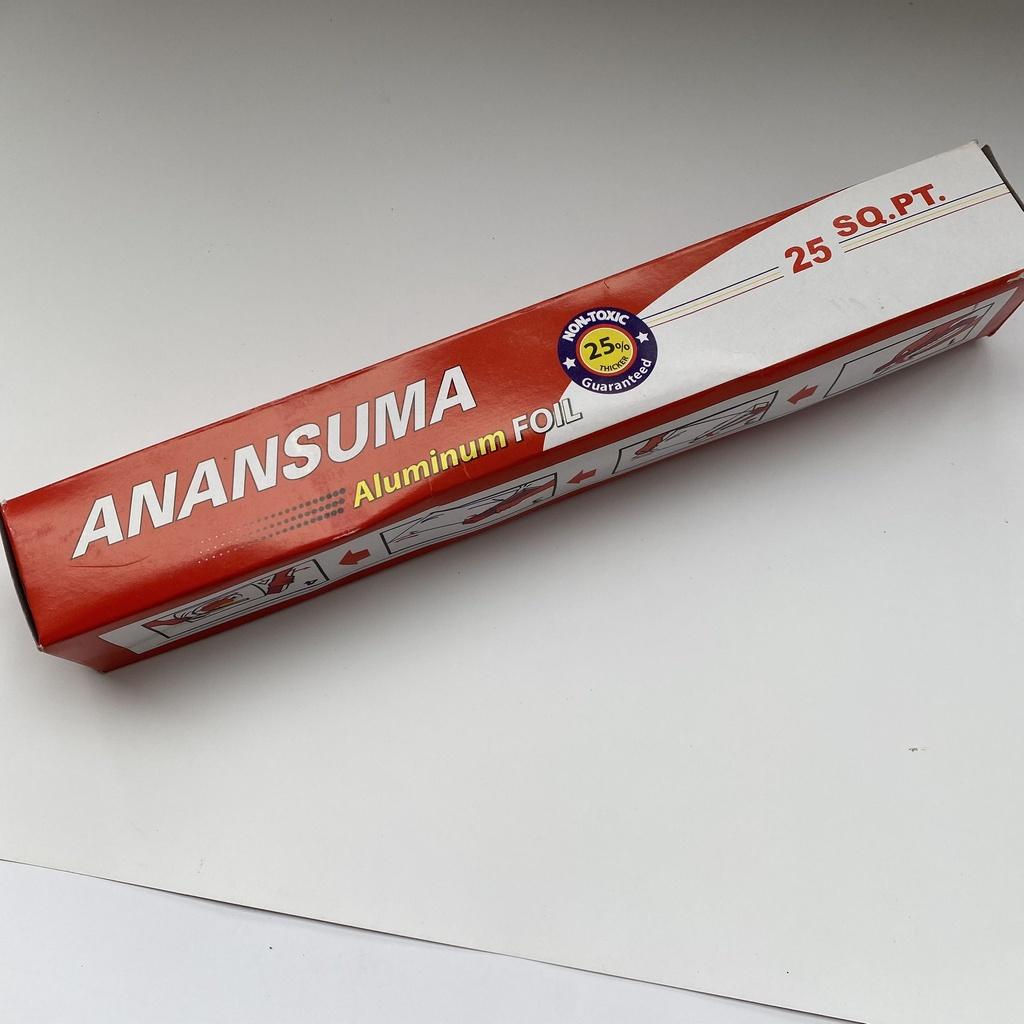 ANANSUMA
Aluminum FOIL
NON-TOXIC
25%
THICKER
Guaranteed
25 SQ.PT.